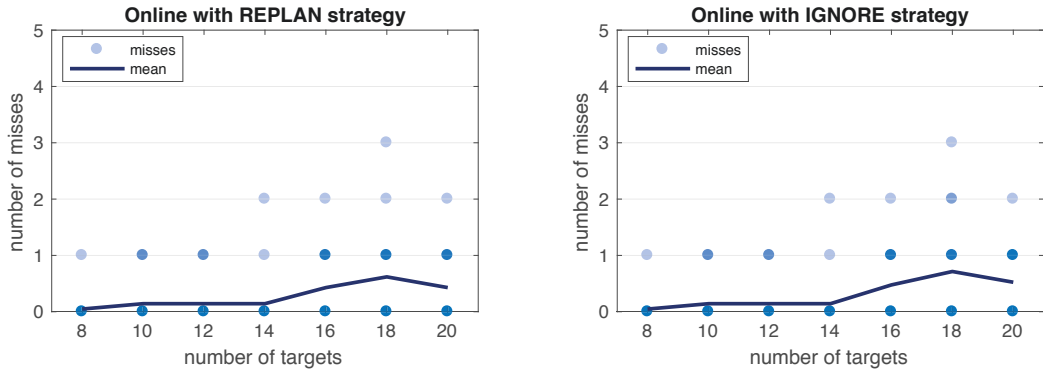 Online with REPLAN strategy
5
4
3
2
1
0
number of misses
misses
mean
8 10 12 14 16 18 20
number of targets
Online with IGNORE strategy
5
4
3
2
1
0
number of misses
misses
mean
8 10 12 14 16 18 20
number of targets